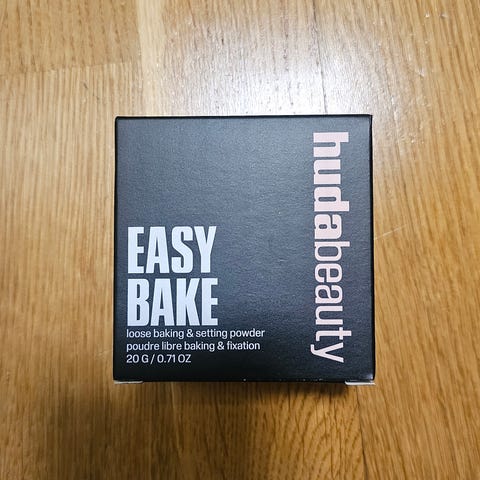 EASY
BAKE
loose baking & setting powder
poudre libre baking & fixation
20 G / 0.71 OZ
hudabeauty